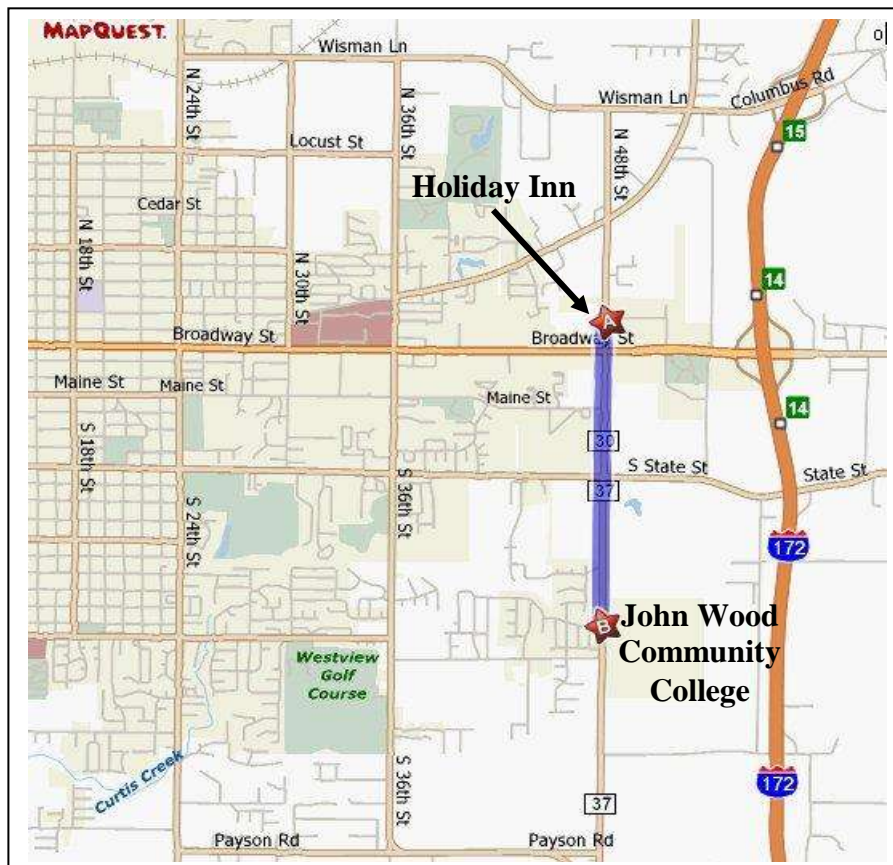 MAPQUEST.
Wisman Ln
o
Columbus Rd
Wisman Ln
N 24th St
N 36th St
N 48th St
15
Locust St
Holiday Inn
Cedar St
N 18th St
N 30th St
14
A
Broadway St
Broadway St
Maine St
Maine St
Maine St
14
30
S 18th St
S State St
State St
S 36th St
37
S 24th St
172
B
John Wood
Community
College
Westview
Golf
Course
Curtis Creek
S 36th St
172
37
Payson Rd
Payson Rd